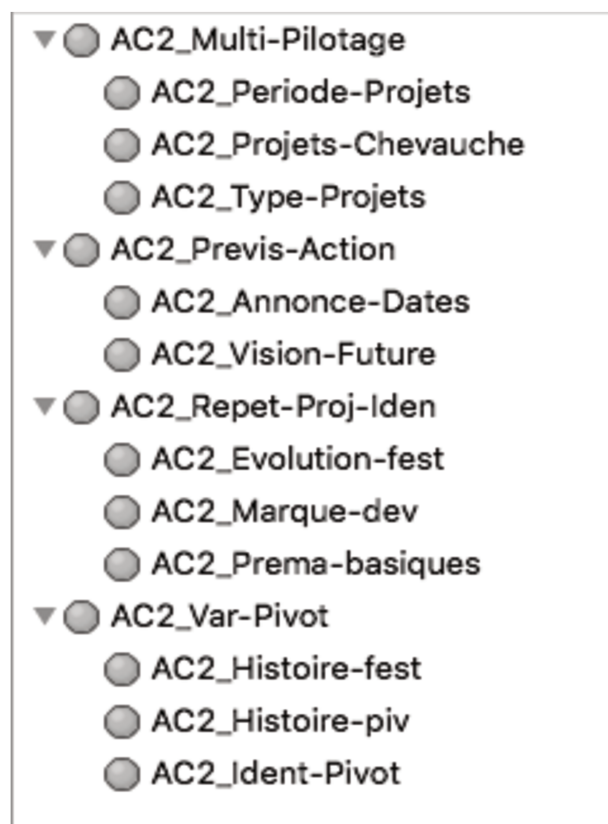 AC2_Multi-Pilotage
AC2_Periode-Projets
AC2_Projets-Chevauche
AC2_Type-Projets
AC2_Previs-Action
AC2_Annonce-Dates
AC2_Vision-Future
AC2_Repet-Proj-Iden
AC2_Evolution-fest
AC2_Marque-dev
AC2_Prema-basiques
AC2_Var-Pivot
AC2_Histoire-fest
AC2_Histoire-piv
AC2_Ident-Pivot